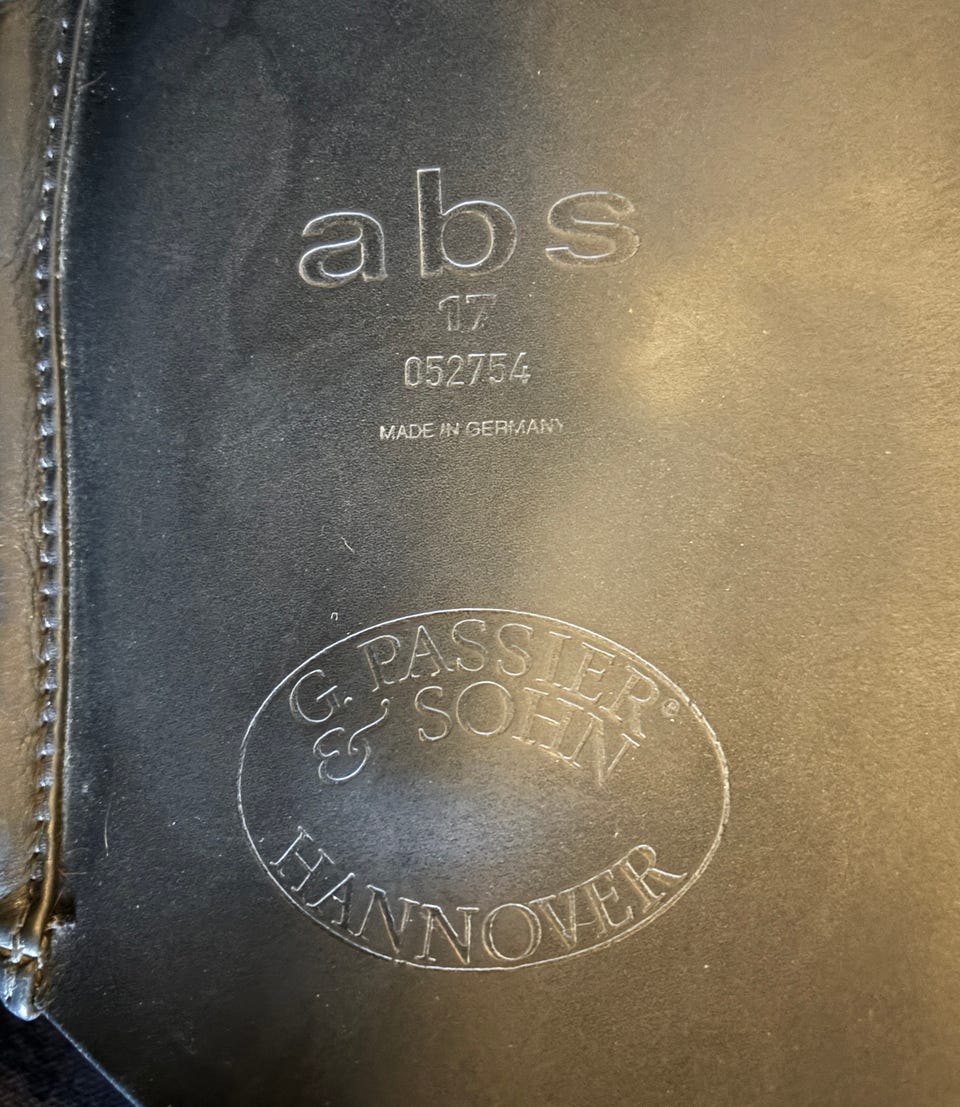 abs
17
052754
MADE IN GERMANY
G. PASSIER®
& SOHN
HANNOVER